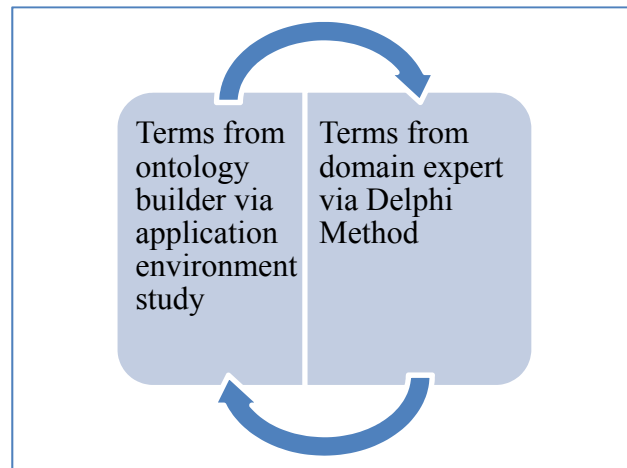 Terms from
ontology
builder via
application
environment
study
Terms from
domain expert
via Delphi
Method